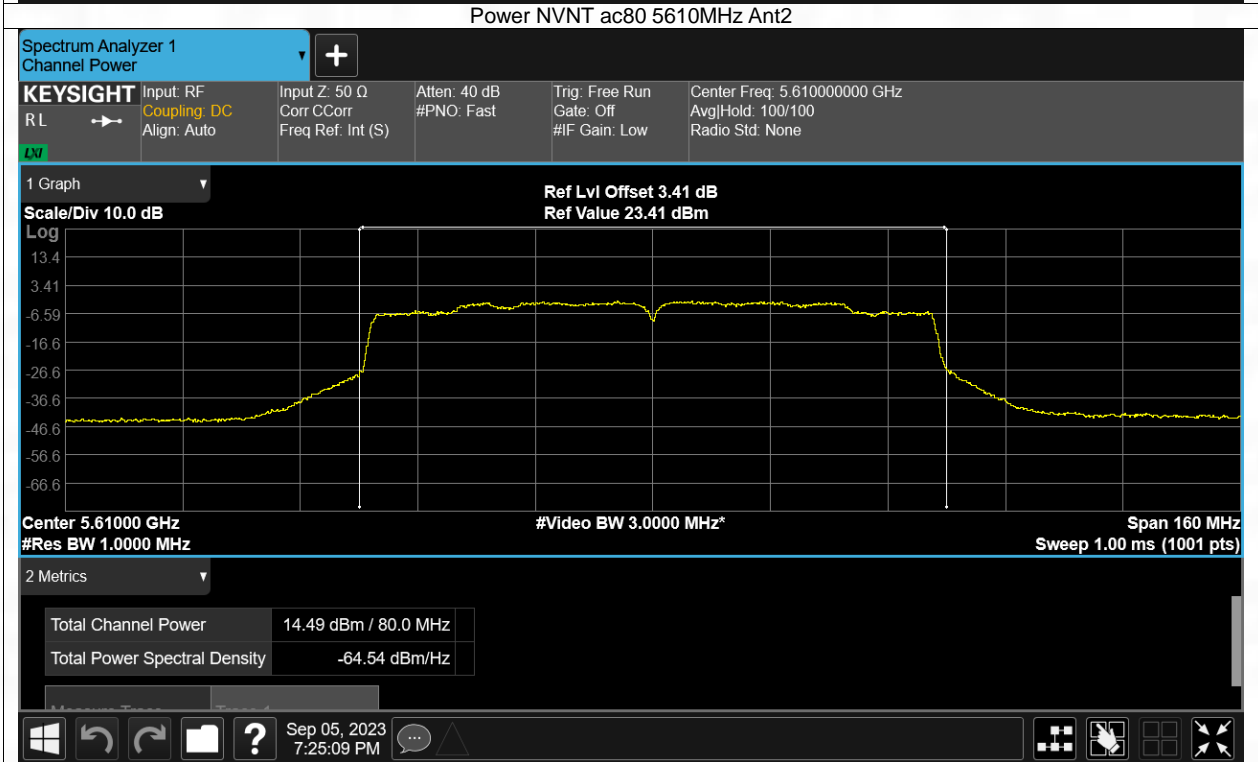 Power NVNT ac80 5610MHz Ant2
Spectrum Analyzer 1
Channel Power
KEYSIGHT
RL
LXI
Input: RF
Coupling: DC
Align: Auto
Input Z: 50 Ω
Corr CCorr
Freq Ref: Int (S)
Atten: 40 dB
#PNO: Fast
Trig: Free Run
Gate: Off
#IF Gain: Low
Center Freq: 5.610000000 GHz
Avg|Hold: 100/100
Radio Std: None
1 Graph
Scale/Div 10.0 dB
Ref Lvl Offset 3.41 dB
Ref Value 23.41 dBm
Log
13.4
3.41
-6.59
-16.6
-26.6
-36.6
-46.6
-56.6
-66.6
Center 5.61000 GHz
#Video BW 3.0000 MHz*
Span 160 MHz
#Res BW 1.0000 MHz
Sweep 1.00 ms (1001 pts)
2 Metrics
Total Channel Power 14.49 dBm / 80.0 MHz
Total Power Spectral Density -64.54 dBm/Hz
Sep 05, 2023
7:25:09 PM